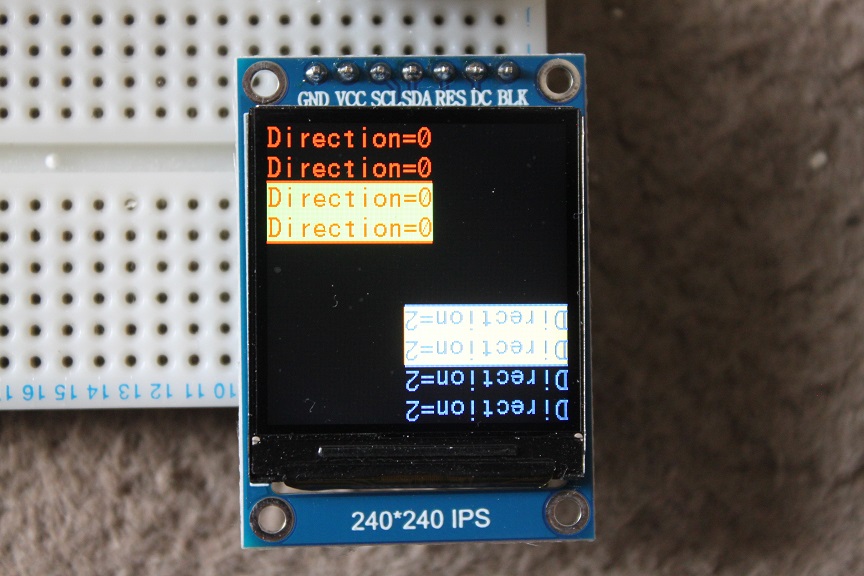 GND VCC SCL SDA RES DC BLK
Direction=0
Direction=0
Direction=0
Direction=0
Direction=2
Direction=2
Direction=2
Direction=2
16 15 14 13 12 11 10
240*240 IPS